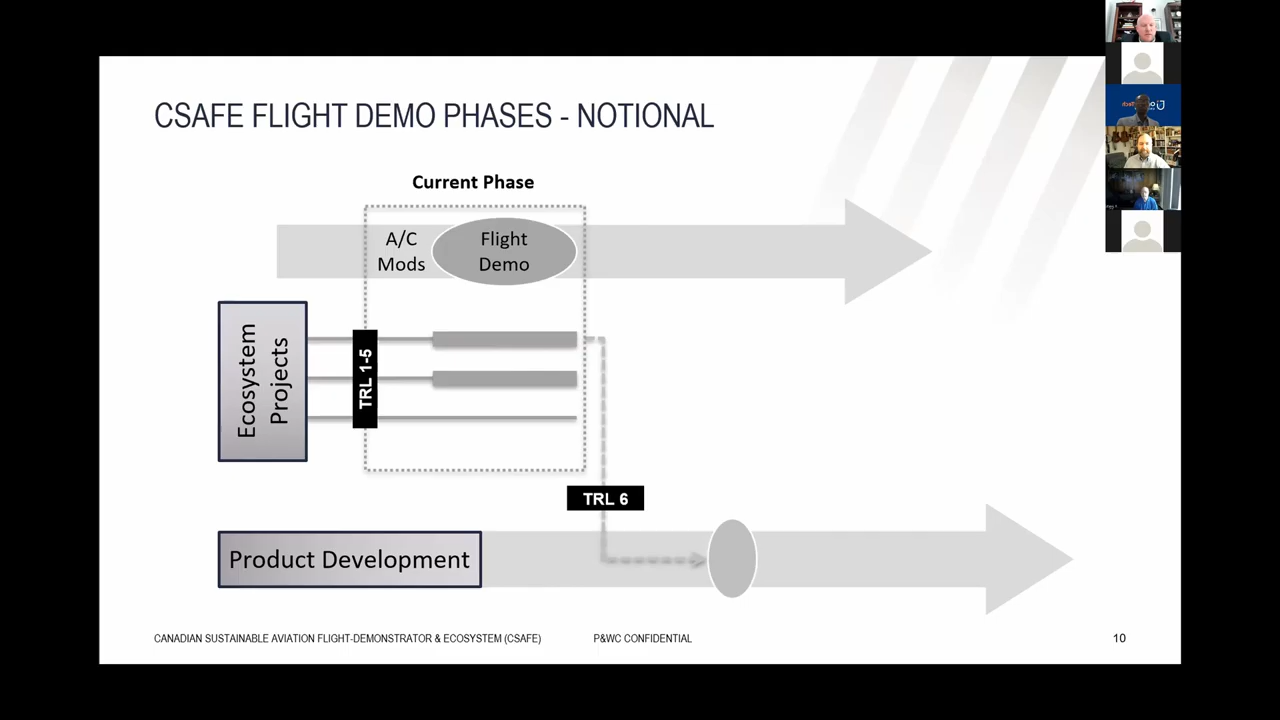 CSAFE FLIGHT DEMO PHASES - NOTIONAL
Current Phase
A/C
Mods
Flight
Demo
Ecosystem
Projects
TRL 1-5
TRL 6
Product Development
CANADIAN SUSTAINABLE AVIATION FLIGHT-DEMONSTRATOR & ECOSYSTEM (CSAFE)
P&WC CONFIDENTIAL
10